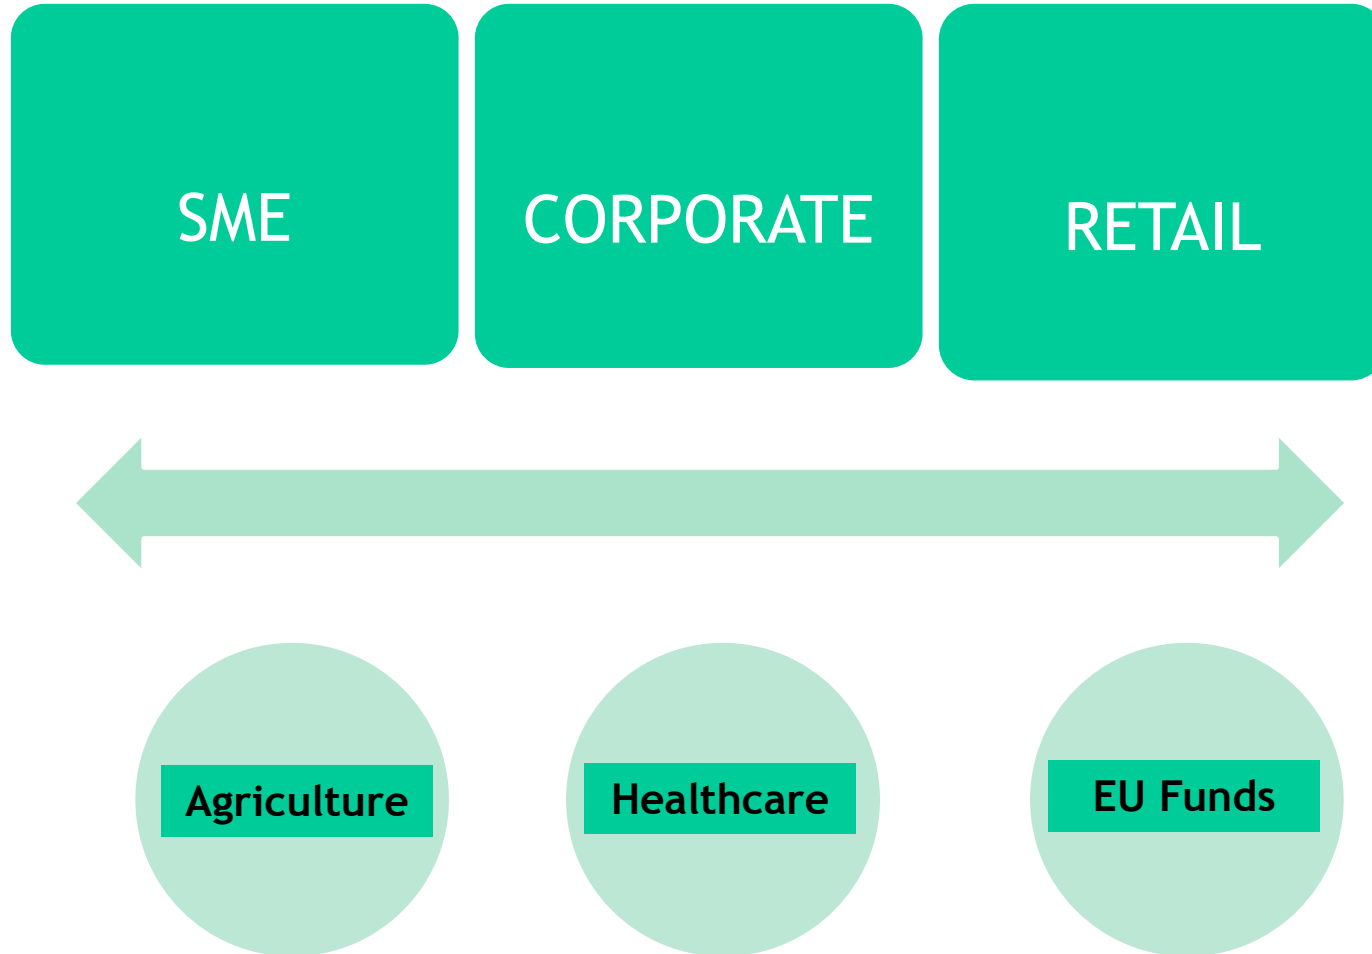 SME
CORPORATE
RETAIL
Agriculture
Healthcare
EU Funds